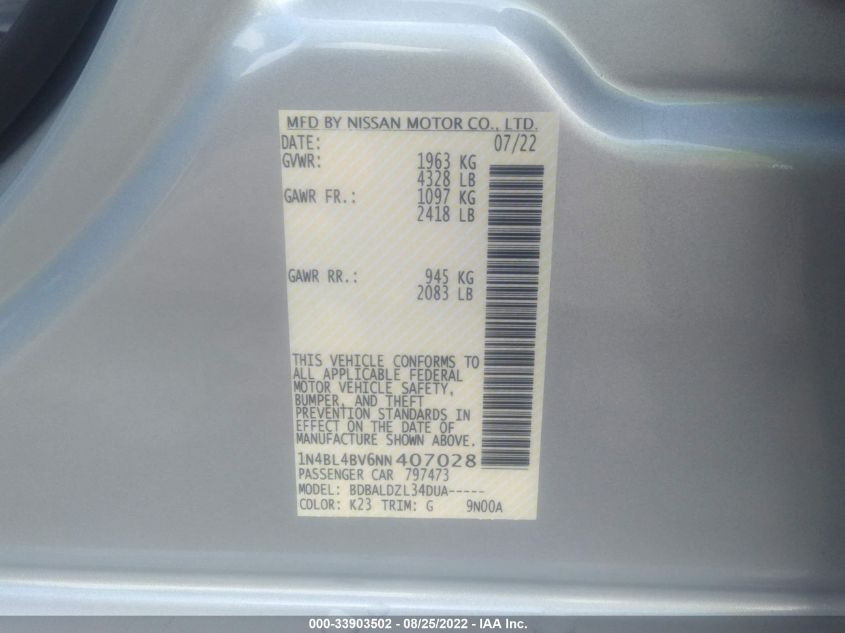 MFD BY NISSAN MOTOR CO., LTD.
DATE: 07/22
GVWR: 1963 KG
4328 LB
GAWR FR.: 1097 KG
2418 LB
GAWR RR.: 945 KG
2083 LB
THIS VEHICLE CONFORMS TO
ALL APPLICABLE FEDERAL
MOTOR VEHICLE SAFETY,
BUMPER, AND THEFT
PREVENTION STANDARDS IN
EFFECT ON THE DATE OF
MANUFACTURE SHOWN ABOVE.
1N4BL4BV6NN407028
PASSENGER CAR 797473
MODEL: BDBALDZL34DUA-----
COLOR: K23 TRIM: G 9N00A
000-33903502 - 08/25/2022 - IAA Inc.